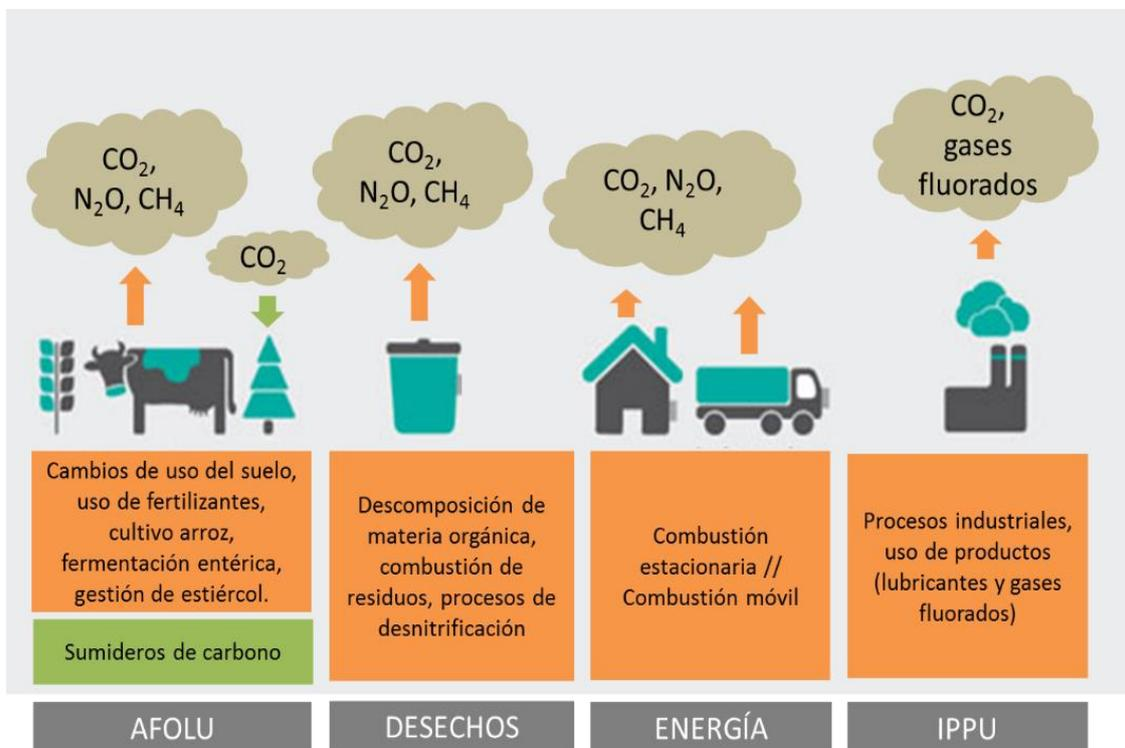 CO₂,
N₂O, CH₄
CO₂
CO₂,
N₂O, CH₄
CO₂, N₂O,
CH₄
CO₂,
gases
fluorados
Cambios de uso del suelo,
uso de fertilizantes,
cultivo arroz,
fermentación entérica,
gestión de estiércol.
Sumideros de carbono
Descomposición de
materia orgánica,
combustión de
residuos, procesos de
desnitrificación
Combustión
estacionaria //
Combustión móvil
Procesos industriales,
uso de productos
(lubricantes y gases
fluorados)
AFOLU
DESECHOS
ENERGÍA
IPPU